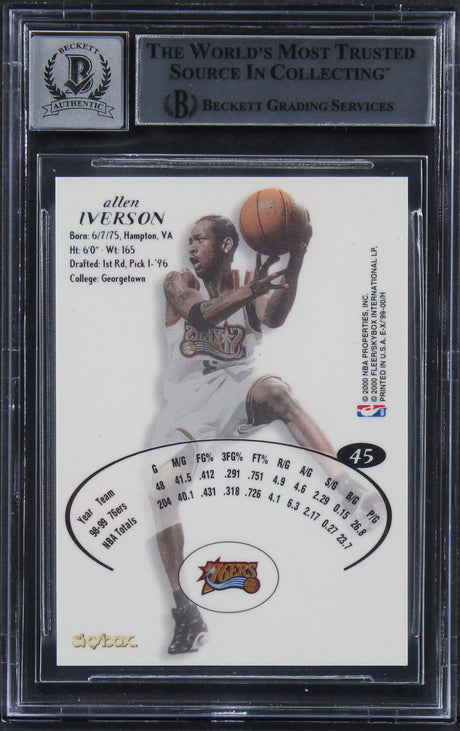 BECKETT
B
AUTHENTIC
THE WORLD'S MOST TRUSTED
SOURCE IN COLLECTING™
B BECKETT GRADING SERVICES
allen
IVERSON
Born: 6/7/75, Hampton, VA
Ht: 6'0" · Wt: 165
Drafted: 1st Rd, Pick 1-'96
College: Georgetown
© 2000 NBA PROPERTIES, INC.
© 2000 FLEER/SKYBOX INTERNATIONAL LP,
PRINTED IN U.S.A. E-X/'99-00/H
45
Year Team G M/G FG% 3FG% FT% R/G A/G S/G B/G P/G
98-99 76ers 48 41.5 .412 .291 .751 4.9 4.6 2.29 0.15 26.8
NBA Totals 204 40.1 .431 .318 .726 4.1 6.3 2.17 0.27 23.7
76ERS
skybox